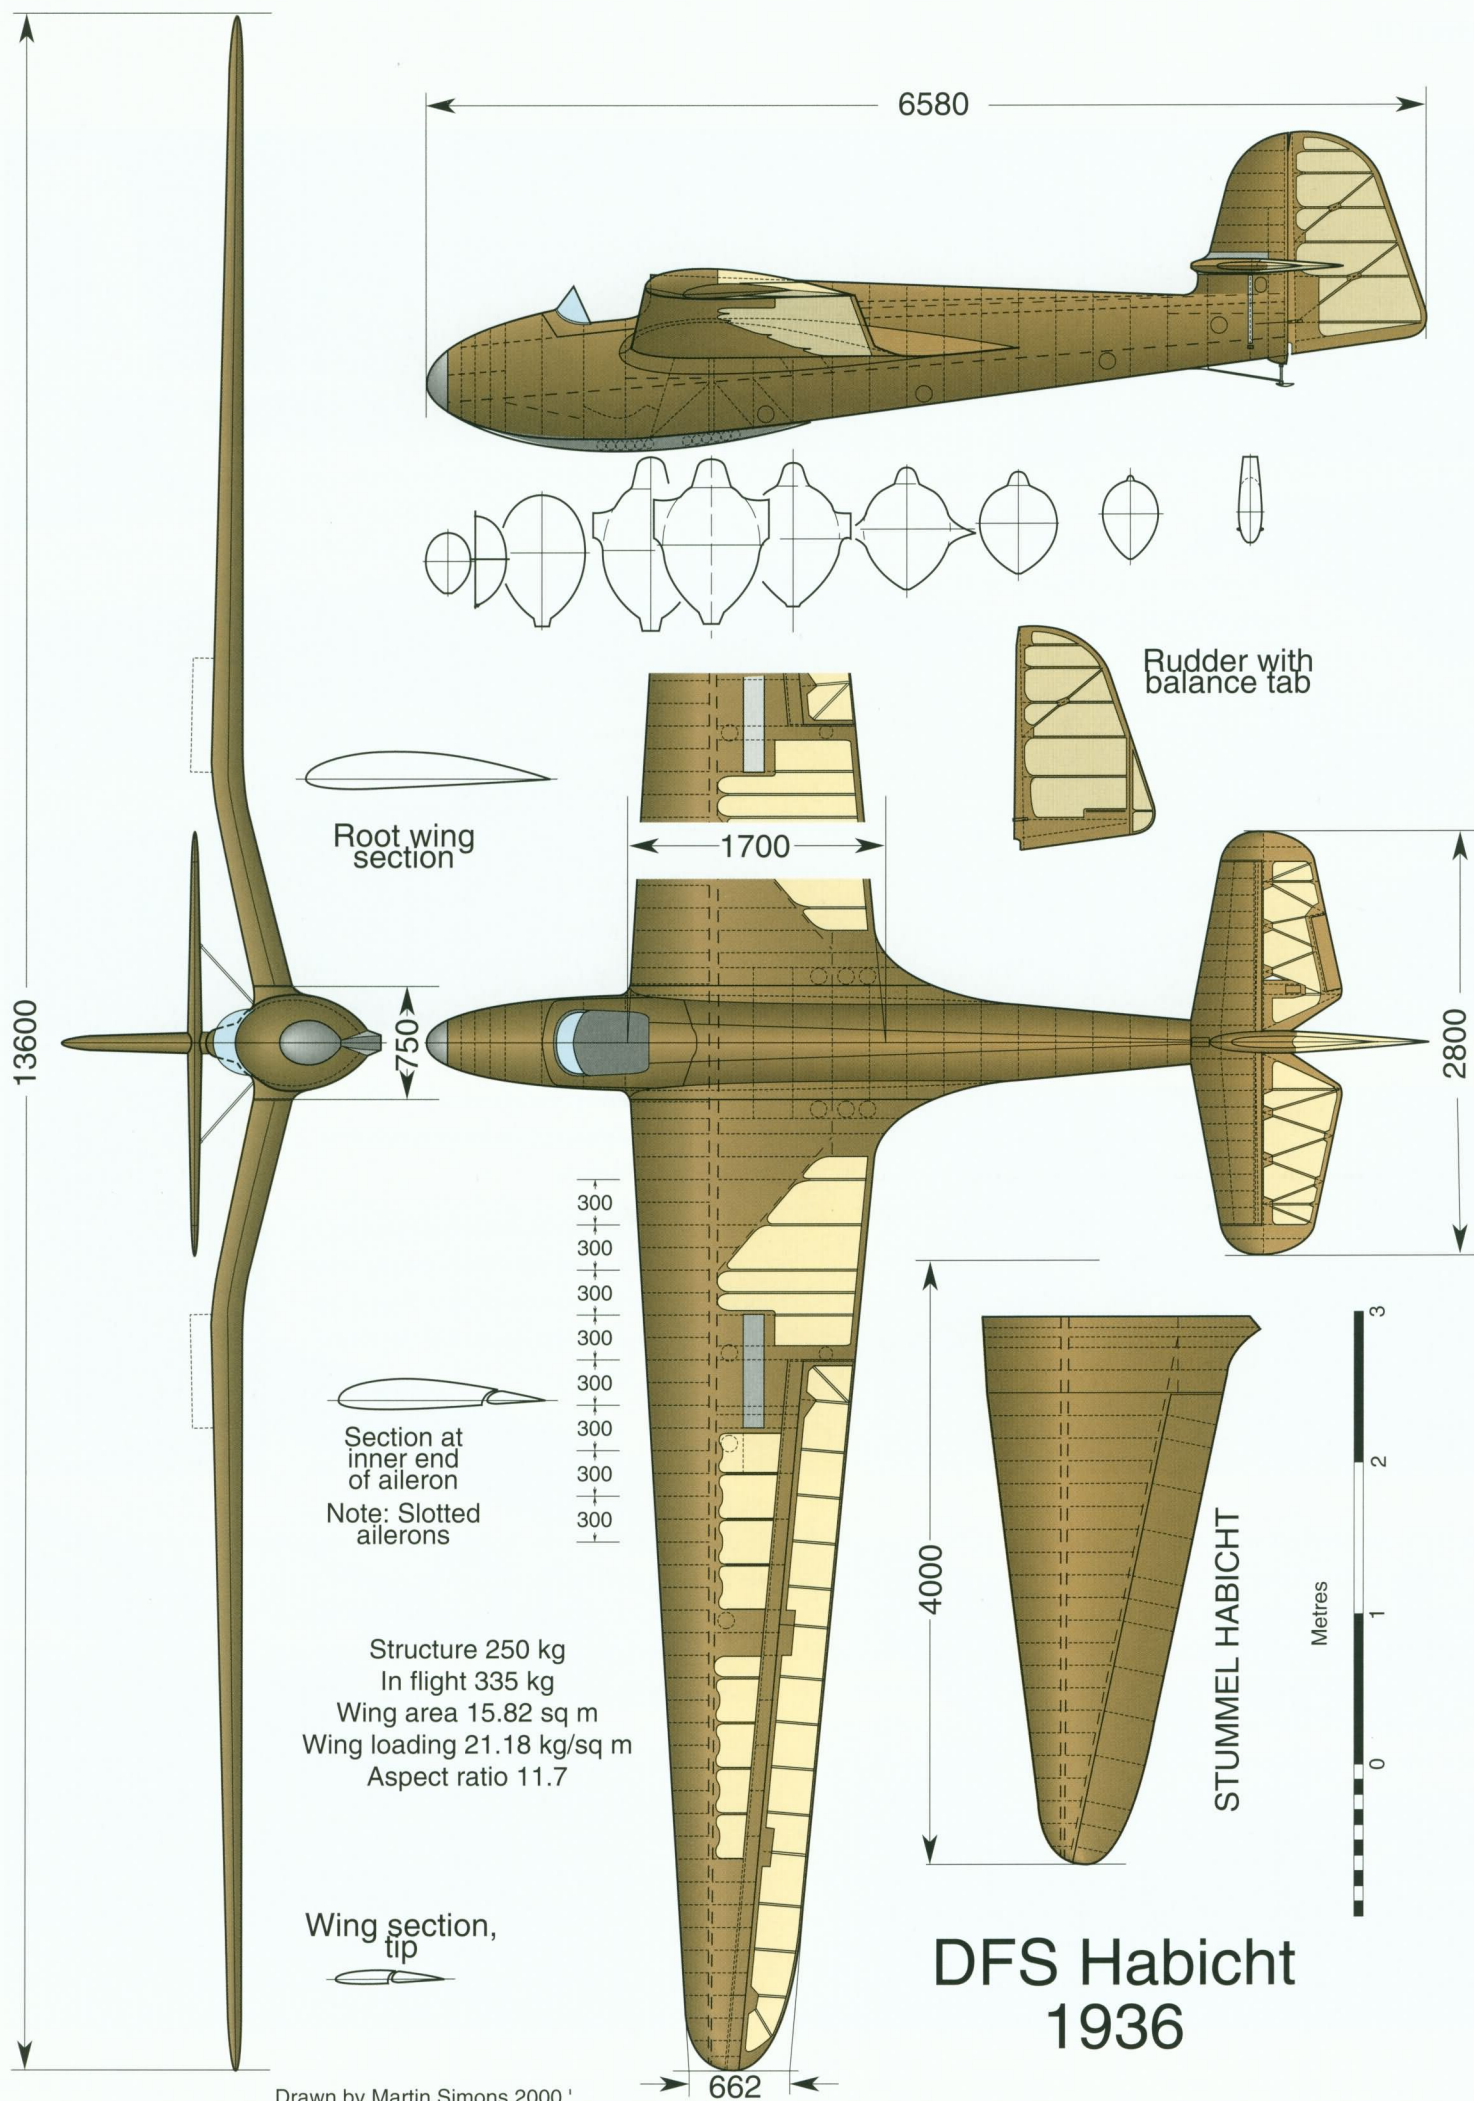 6580
Rudder with
balance tab
Root wing
section
1700
13600
750
2800
300
300
300
300
300
300
300
300
Section at
inner end
of aileron
Note: Slotted
ailerons
4000
STUMMEL HABICHT
Metres
3
2
1
0
Structure 250 kg
In flight 335 kg
Wing area 15.82 sq m
Wing loading 21.18 kg/sq m
Aspect ratio 11.7
Wing section,
tip
DFS Habicht
1936
662
Drawn by Martin Simons 2000